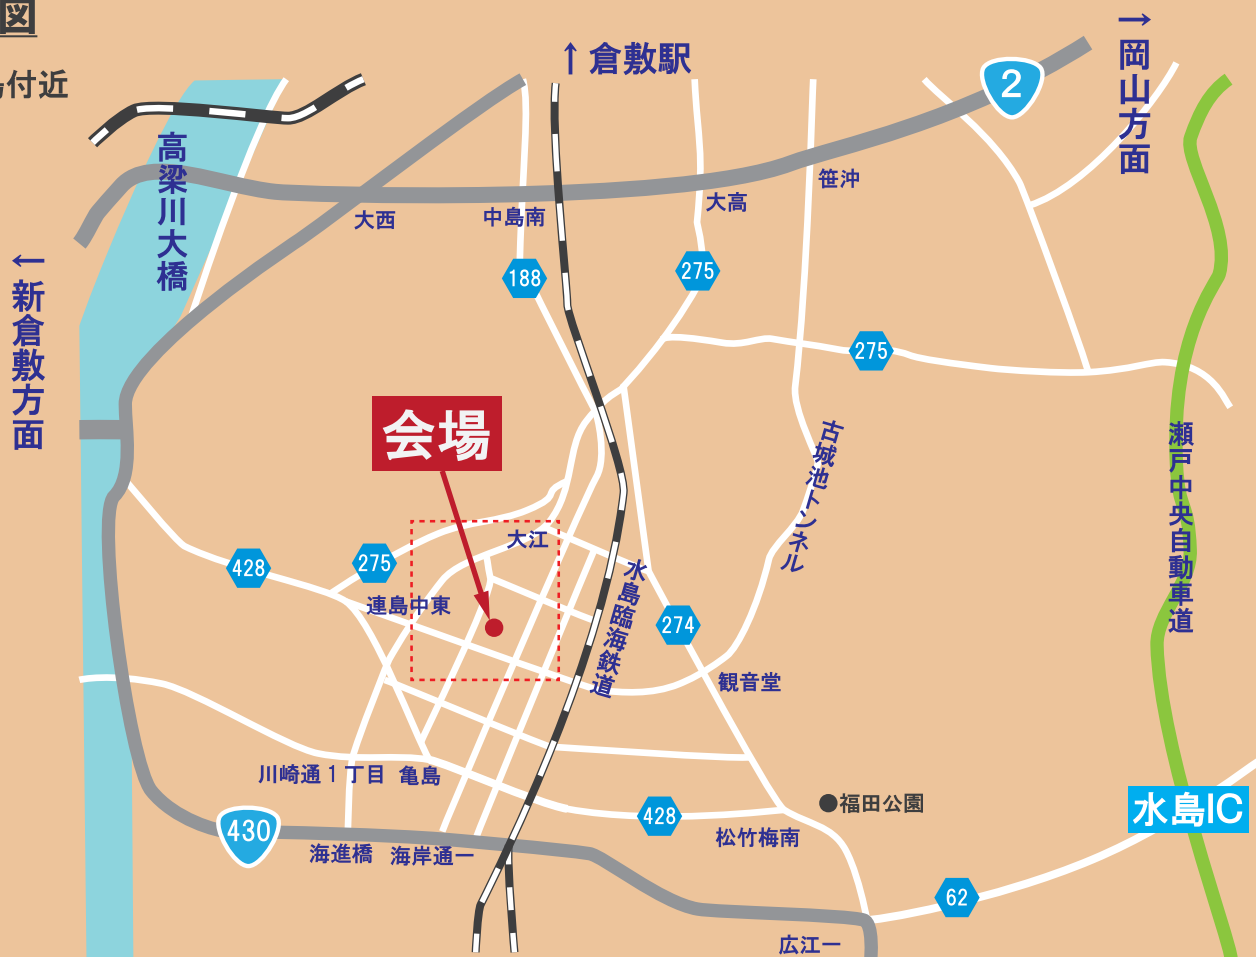 図
付近
↑倉敷駅
→岡山方面
2
高梁川大橋
笹沖
大高
大西
中島南
188
275
←新倉敷方面
275
会場
古城池トンネル
瀬戸中央自動車道
大江
428
275
連島中東
水島臨海鉄道
274
観音堂
川崎通1丁目
亀島
●福田公園
水島IC
428
松竹梅南
430
海進橋
海岸通一
62
広江一